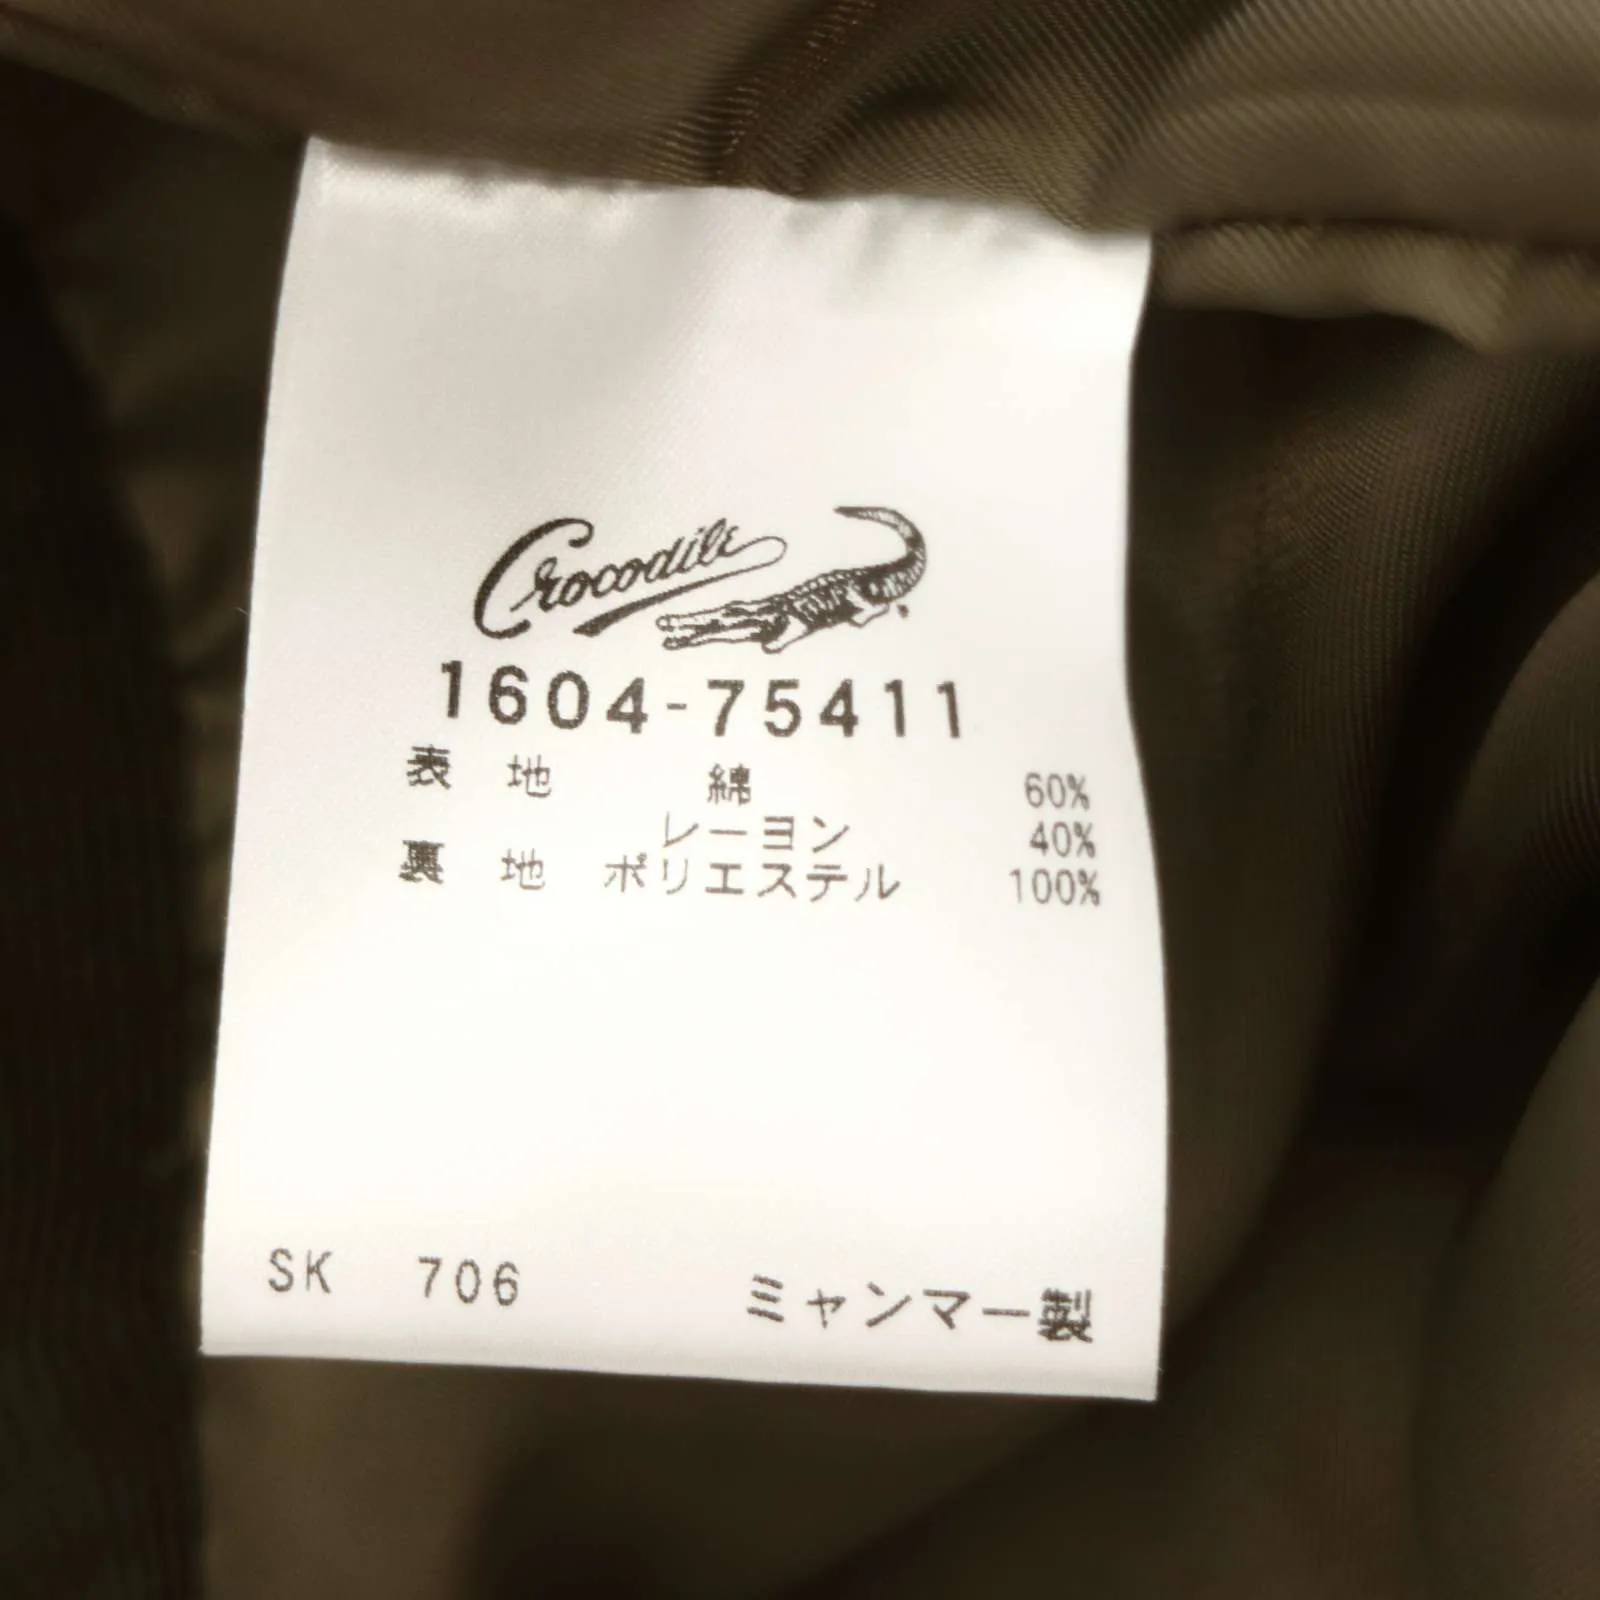 Crocodile
1604-75411
表 地 綿 60%
レーヨン 40%
裏 地 ポリエステル 100%
SK 706 ミャンマー製